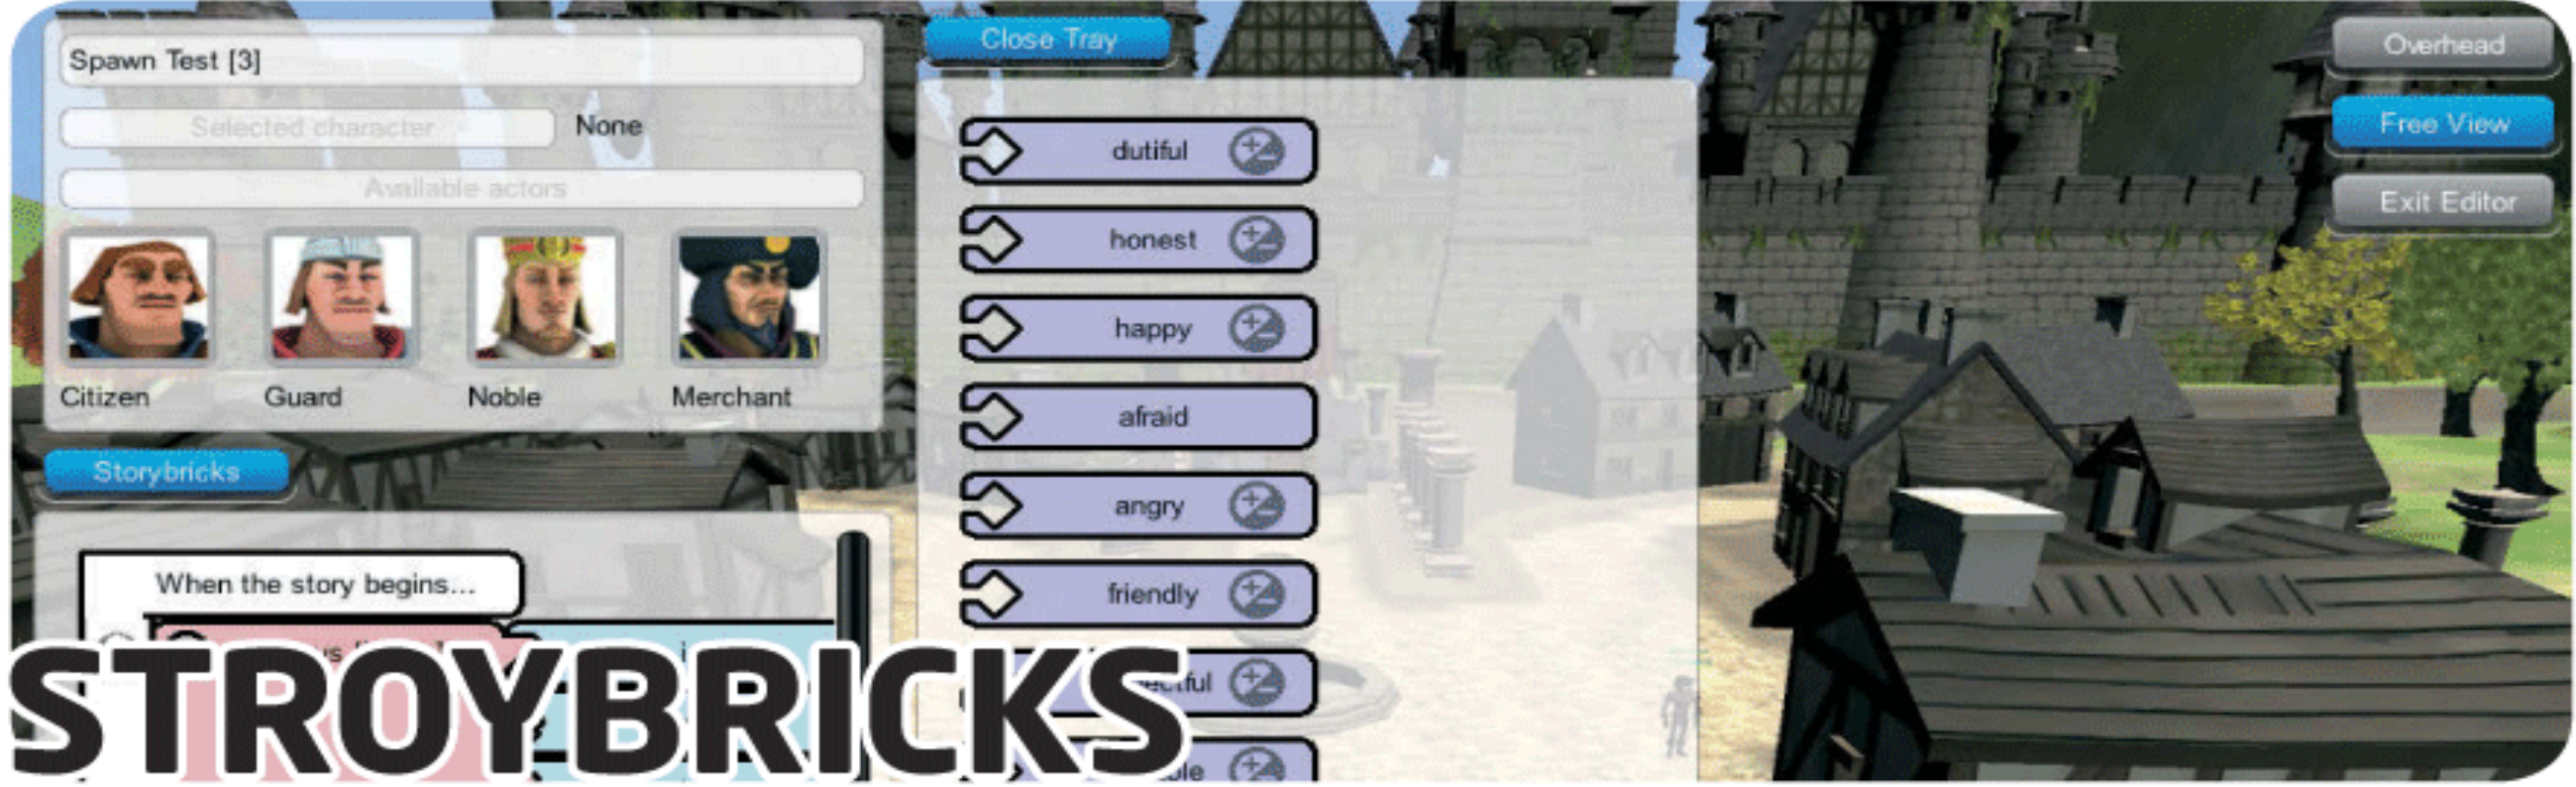 Spawn Test [3]
Selected character None
Available actors
Citizen Guard Noble Merchant
Storybricks
When the story begins...
Close Tray
dutiful
honest
happy
afraid
angry
friendly
Overhead
Free View
Exit Editor
STROYBRICKS